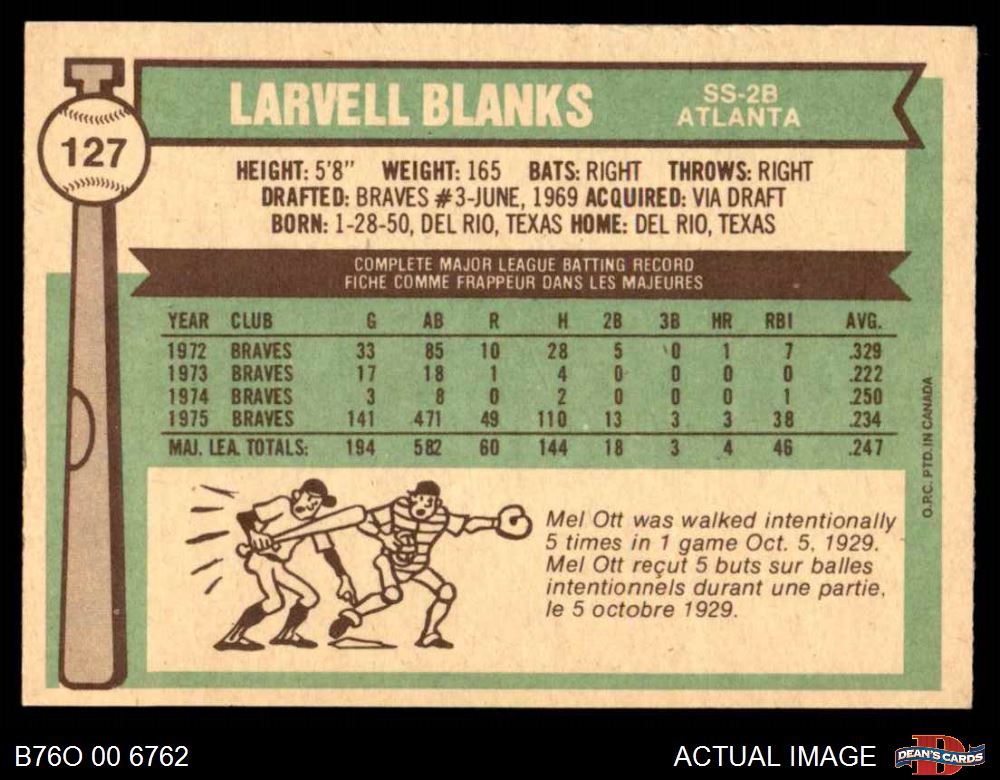 127
LARVELL BLANKS
SS-2B
ATLANTA
HEIGHT: 5'8" WEIGHT: 165 BATS: RIGHT THROWS: RIGHT
DRAFTED: BRAVES #3-JUNE, 1969 ACQUIRED: VIA DRAFT
BORN: 1-28-50, DEL RIO, TEXAS HOME: DEL RIO, TEXAS
COMPLETE MAJOR LEAGUE BATTING RECORD
FICHE COMME FRAPPEUR DANS LES MAJEURES
YEAR CLUB G AB R H 2B 3B HR RBI AVG.
1972 BRAVES 33 85 10 28 5 0 1 7 .329
1973 BRAVES 17 18 1 4 0 0 0 0 .222
1974 BRAVES 3 8 0 2 0 0 0 1 .250
1975 BRAVES 141 471 49 110 13 3 3 38 .234
MAJ. LEA. TOTALS: 194 582 60 144 18 3 4 46 .247
Mel Ott was walked intentionally
5 times in 1 game Oct. 5, 1929.
Mel Ott reçut 5 buts sur balles
intentionnels durant une partie,
le 5 octobre 1929.
O.P.C. PTD. IN CANADA
B76O 00 6762
ACTUAL IMAGE
D
DEAN'S CARDS